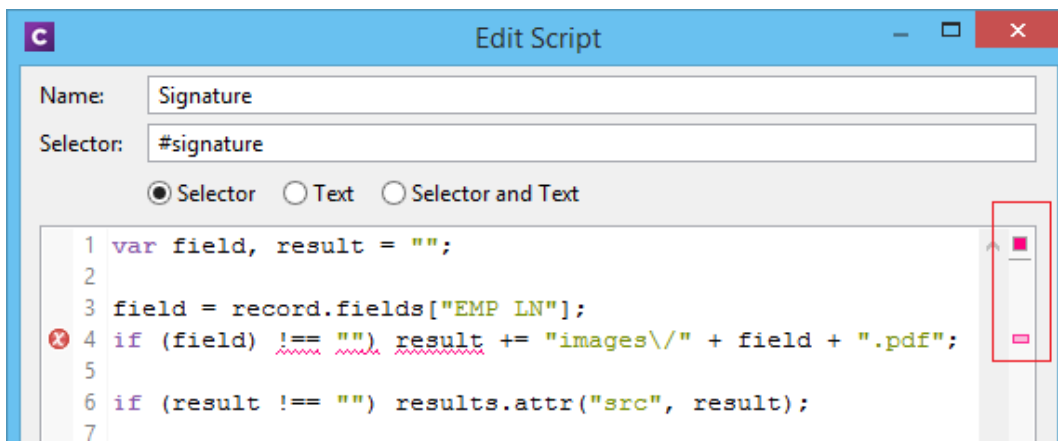 C Edit Script
Name: Signature
Selector: #signature
Selector Text Selector and Text
1 var field, result = "";
2
3 field = record.fields["EMP LN"];
4 if (field) !== "") result += "images\/" + field + ".pdf";
5
6 if (result !== "") results.attr("src", result);
7